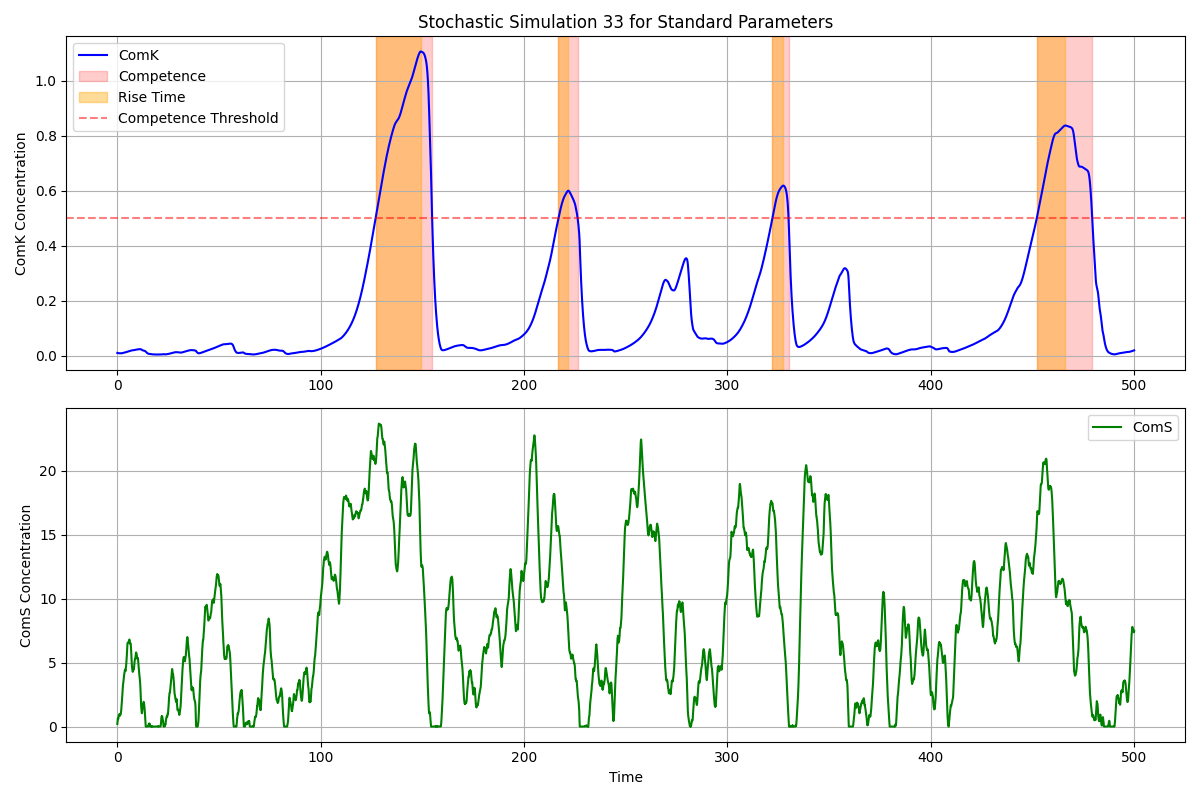 Stochastic Simulation 33 for Standard Parameters
ComK Concentration
1.0
0.8
0.6
0.4
0.2
0.0
ComK
Competence
Rise Time
Competence Threshold
0 100 200 300 400 500
ComS Concentration
20
15
10
5
0
ComS
0 100 200 300 400 500
Time